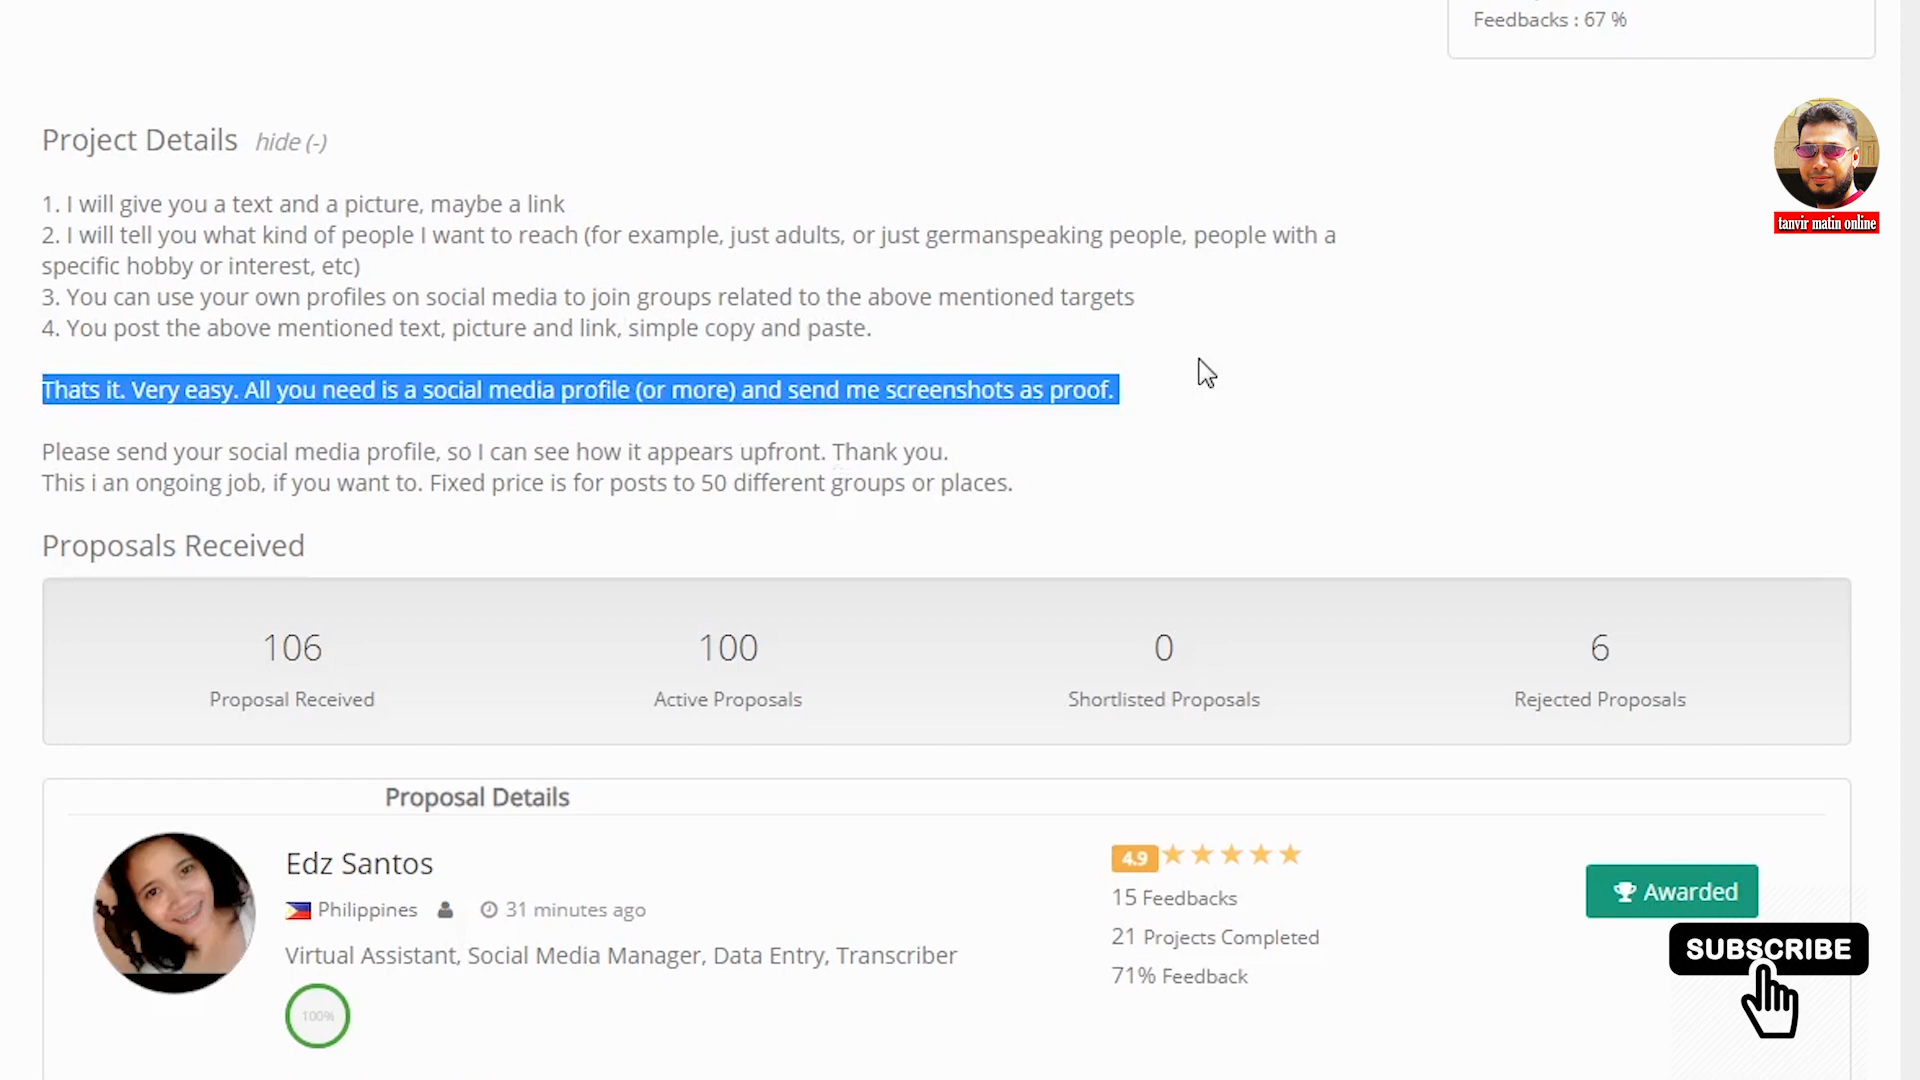 Feedbacks : 67 %
Project Details hide (-)
tanvir matin online
1. I will give you a text and a picture, maybe a link
2. I will tell you what kind of people I want to reach (for example, just adults, or just germanspeaking people, people with a
specific hobby or interest, etc)
3. You can use your own profiles on social media to join groups related to the above mentioned targets
4. You post the above mentioned text, picture and link, simple copy and paste.
Thats it. Very easy. All you need is a social media profile (or more) and send me screenshots as proof.
Please send your social media profile, so I can see how it appears upfront. Thank you.
This i an ongoing job, if you want to. Fixed price is for posts to 50 different groups or places.
Proposals Received
106 100 0 6
Proposal Received Active Proposals Shortlisted Proposals Rejected Proposals
Proposal Details
Edz Santos
Philippines 31 minutes ago
Virtual Assistant, Social Media Manager, Data Entry, Transcriber
100%
4.9
15 Feedbacks
21 Projects Completed
71% Feedback
Awarded
SUBSCRIBE